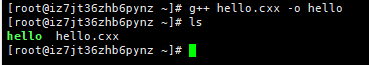 [root@iz7jt36zhb6pynz ~]# g++ hello.cxx -o hello
[root@iz7jt36zhb6pynz ~]# ls
hello  hello.cxx
[root@iz7jt36zhb6pynz ~]#